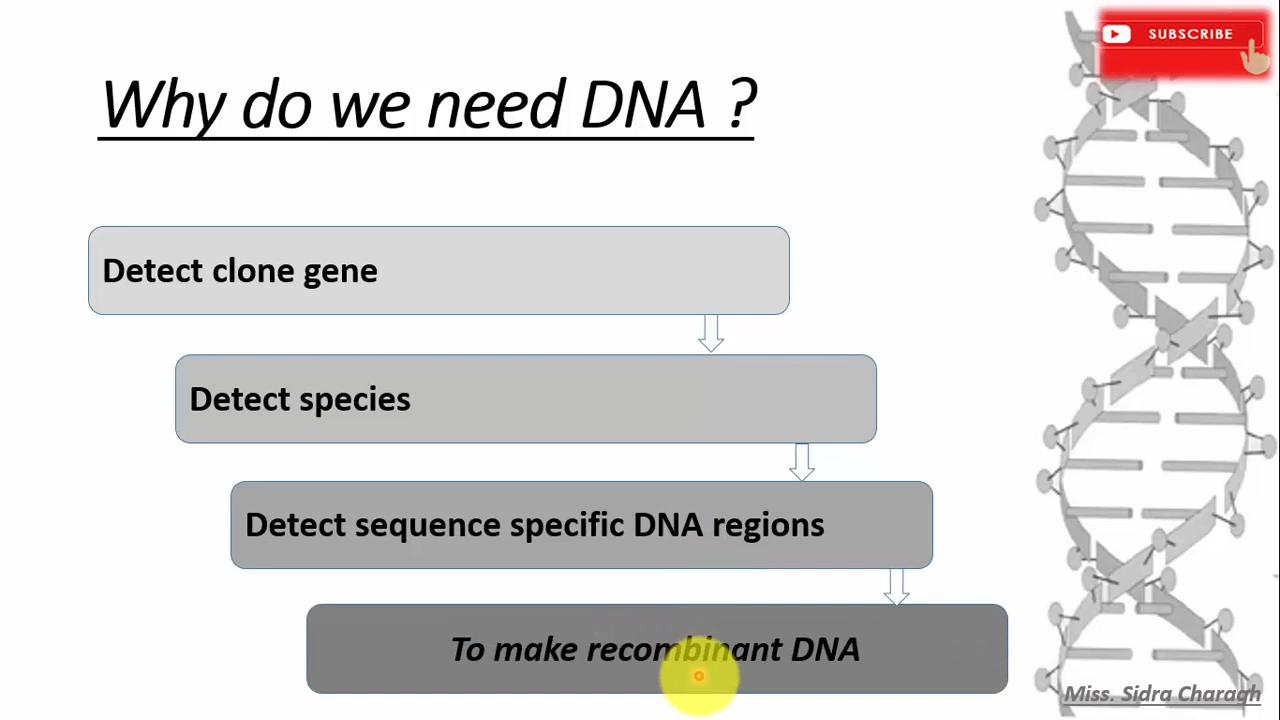 SUBSCRIBE
Why do we need DNA ?
Detect clone gene
Detect species
Detect sequence specific DNA regions
To make recombinant DNA
Miss. Sidra Charagh